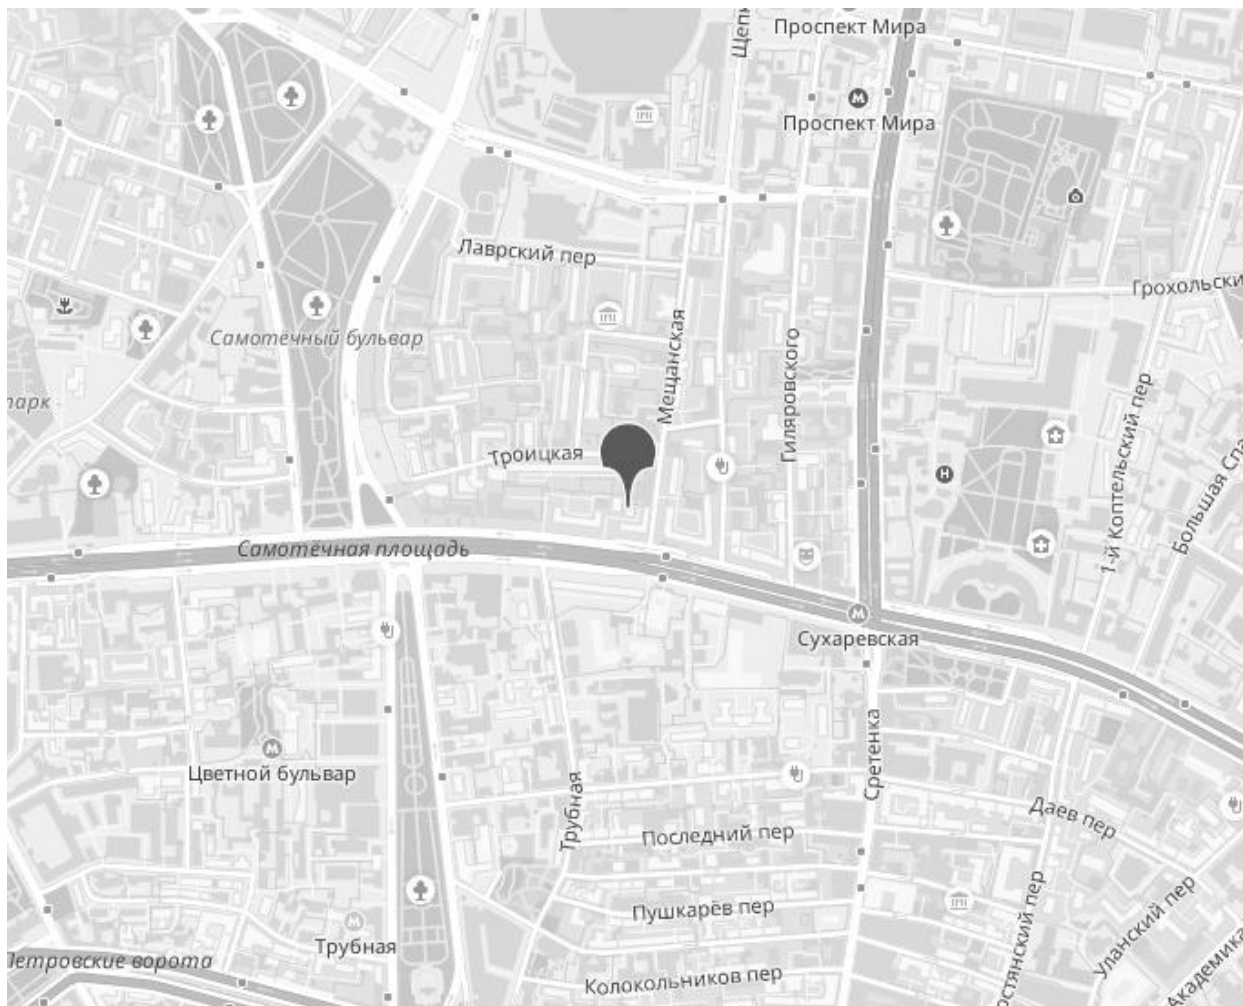 Проспект Мира
Щепк
Проспект Мира
Лаврский пер
Грохольски
Самотёчный бульвар
Мещанская
Гиляровского
парк
1-й Коптельский пер
Большая Спа
Троицкая
Самотёчная площадь
Сухаревская
Сретенка
Цветной бульвар
Трубная
Даев пер
Последний пер
Пушкарёв пер
Трубная
остянский пер
Уланский пер
Академика
Петровские ворота
Колокольников пер